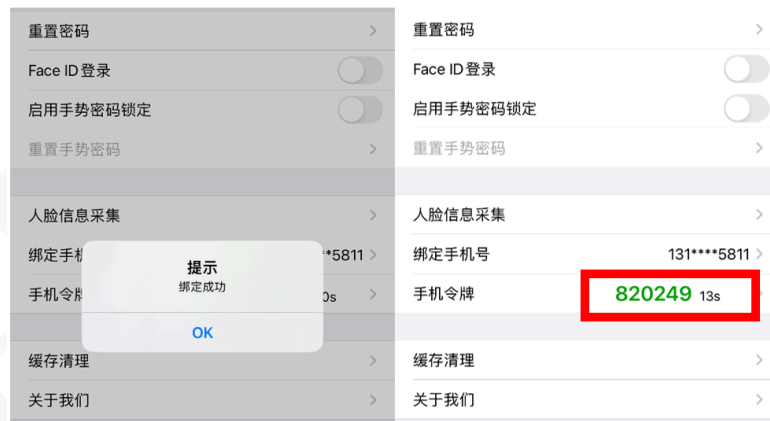 重置密码
Face ID登录
启用手势密码锁定
重置手势密码
人脸信息采集
绑定手机
*5811
提示
绑定成功
手机令牌
0s
OK
缓存清理
关于我们
重置密码
Face ID登录
启用手势密码锁定
重置手势密码
人脸信息采集
绑定手机号
131****5811
手机令牌
820249 13s
缓存清理
关于我们